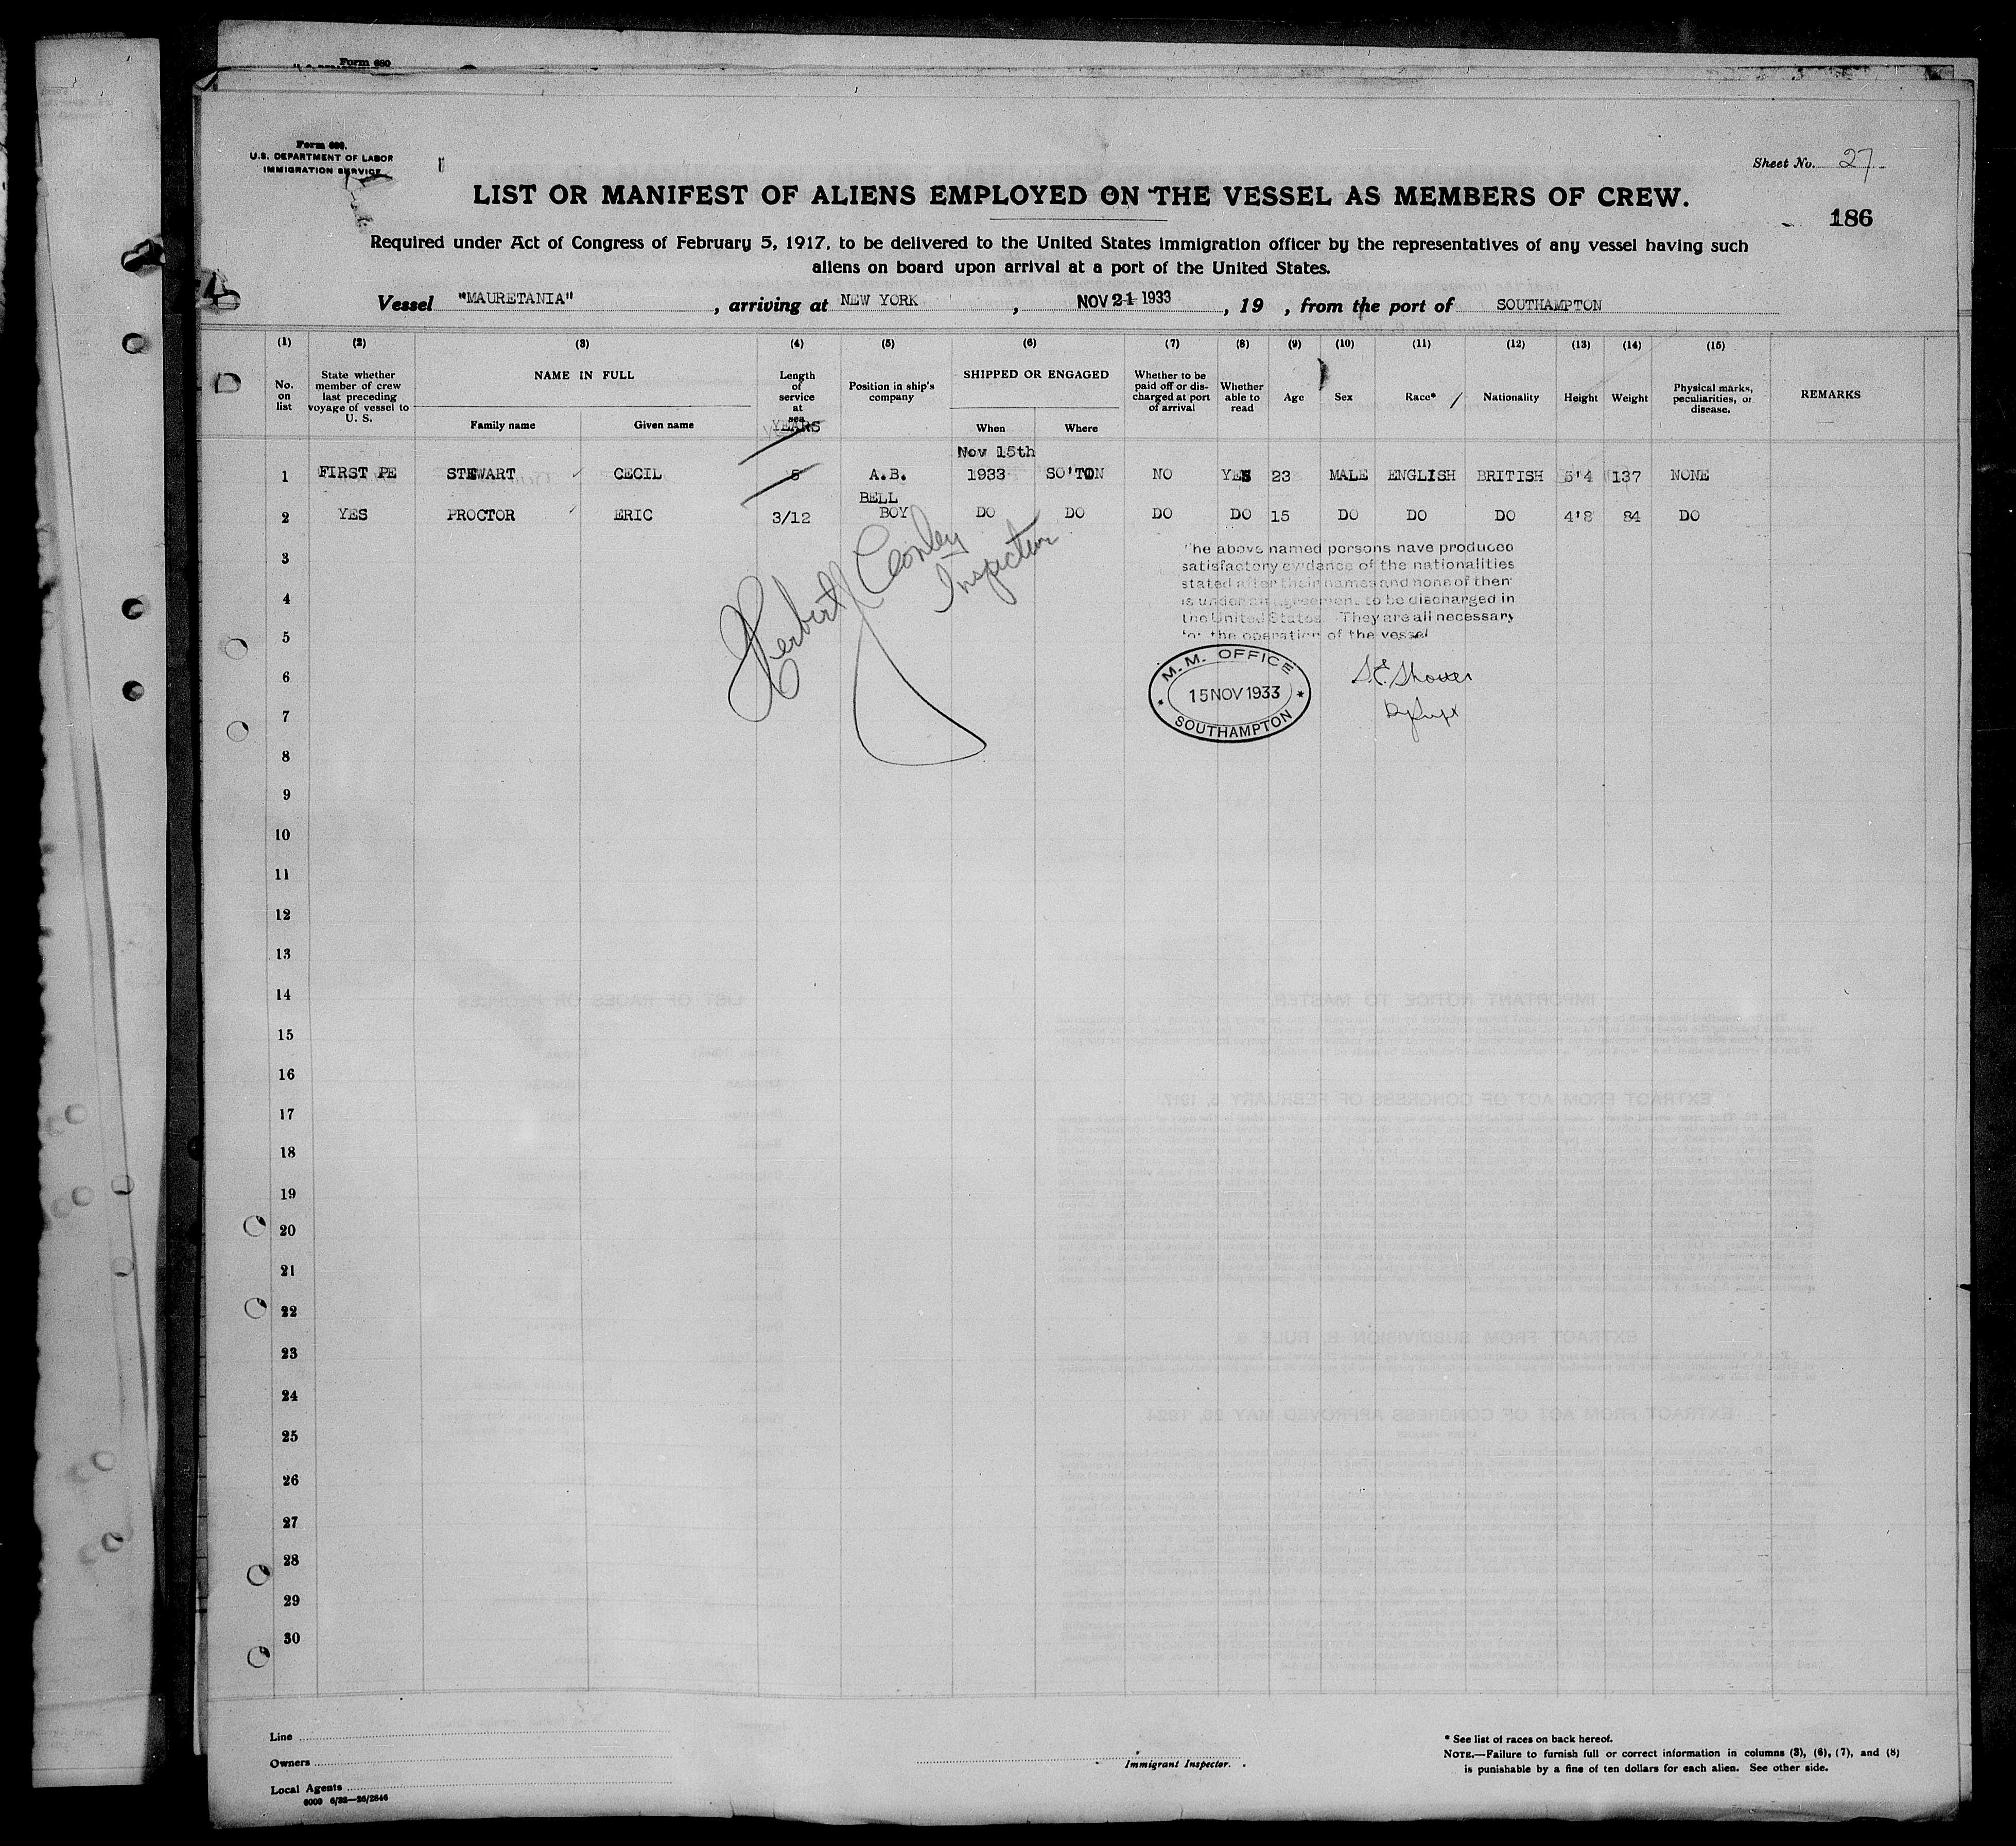 Form 680
Form 680.
U.S. DEPARTMENT OF LABOR
IMMIGRATION SERVICE
Sheet No. 27
LIST OR MANIFEST OF ALIENS EMPLOYED ON THE VESSEL AS MEMBERS OF CREW.
186
Required under Act of Congress of February 5, 1917, to be delivered to the United States immigration officer by the representatives of any vessel having such
aliens on board upon arrival at a port of the United States.
Vessel "MAURETANIA", arriving at NEW YORK, NOV 21 1933, 19 , from the port of SOUTHAMPTON
(1) (2) (3) (4) (5) (6) (7) (8) (9) (10) (11) (12) (13) (14) (15)
No. on list
State whether member of crew last preceding voyage of vessel to U. S.
NAME IN FULL
Family name
Given name
Length of service at sea
YEARS
Position in ship's company
SHIPPED OR ENGAGED
When
Where
Whether to be paid off or discharged at port of arrival
Whether able to read
Age
Sex
Race*
Nationality
Height
Weight
Physical marks, peculiarities, or disease.
REMARKS
Nov 15th
1 FIRST PE STEWART CECIL 5 A.B. 1933 SO'TON NO YES 23 MALE ENGLISH BRITISH 5'4 137 NONE
BELL
2 YES PROCTOR ERIC 3/12 BOY DO DO DO DO 15 DO DO DO 4'8 84 DO
Herbert Conley
Inspector
The above named persons have produced
satisfactory evidence of the nationalities
stated after their names and none of them
is under an agreement to be discharged in
the United States. They are all necessary
for the operation of the vessel
M.M. OFFICE
15 NOV 1933
SOUTHAMPTON
3
4
5
6
7
8
9
10
11
12
13
14
15
16
17
18
19
20
21
22
23
24
25
26
27
28
29
30
Line
Owners
Local Agents
6000 6/32—26/2846
Immigrant Inspector.
* See list of races on back hereof.
NOTE.—Failure to furnish full or correct information in columns (3), (6), (7), and (8)
is punishable by a fine of ten dollars for each alien. See other side.